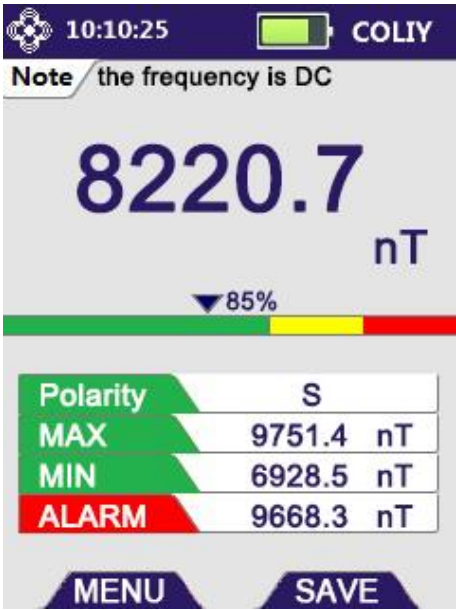 10:10:25 COLIY
Note the frequency is DC
8220.7
nT
85%
Polarity S
MAX 9751.4 nT
MIN 6928.5 nT
ALARM 9668.3 nT
MENU SAVE